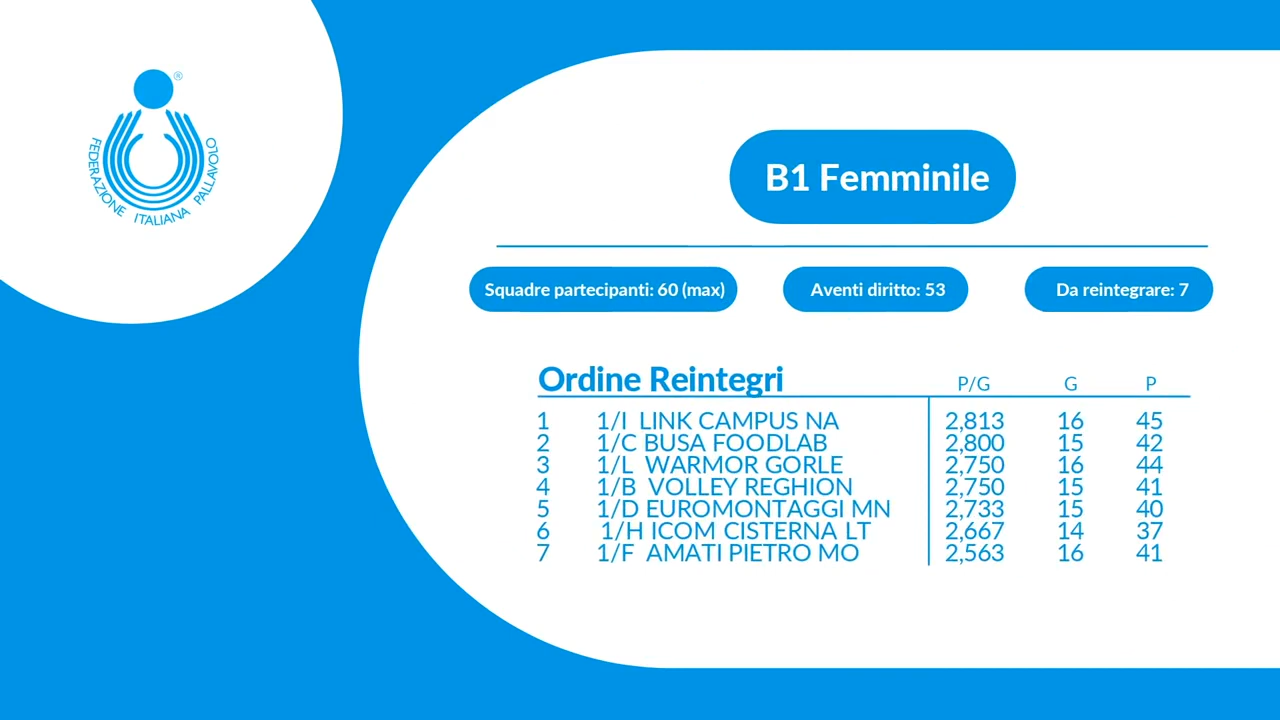 ®
FEDERAZIONE ITALIANA PALLAVOLO
B1 Femminile
Squadre partecipanti: 60 (max)
Aventi diritto: 53
Da reintegrare: 7
Ordine Reintegri P/G G P
1 1/I LINK CAMPUS NA 2,813 16 45
2 1/C BUSA FOODLAB 2,800 15 42
3 1/L WARMOR GORLE 2,750 16 44
4 1/B VOLLEY REGHION 2,750 15 41
5 1/D EUROMONTAGGI MN 2,733 15 40
6 1/H ICOM CISTERNA LT 2,667 14 37
7 1/F AMATI PIETRO MO 2,563 16 41